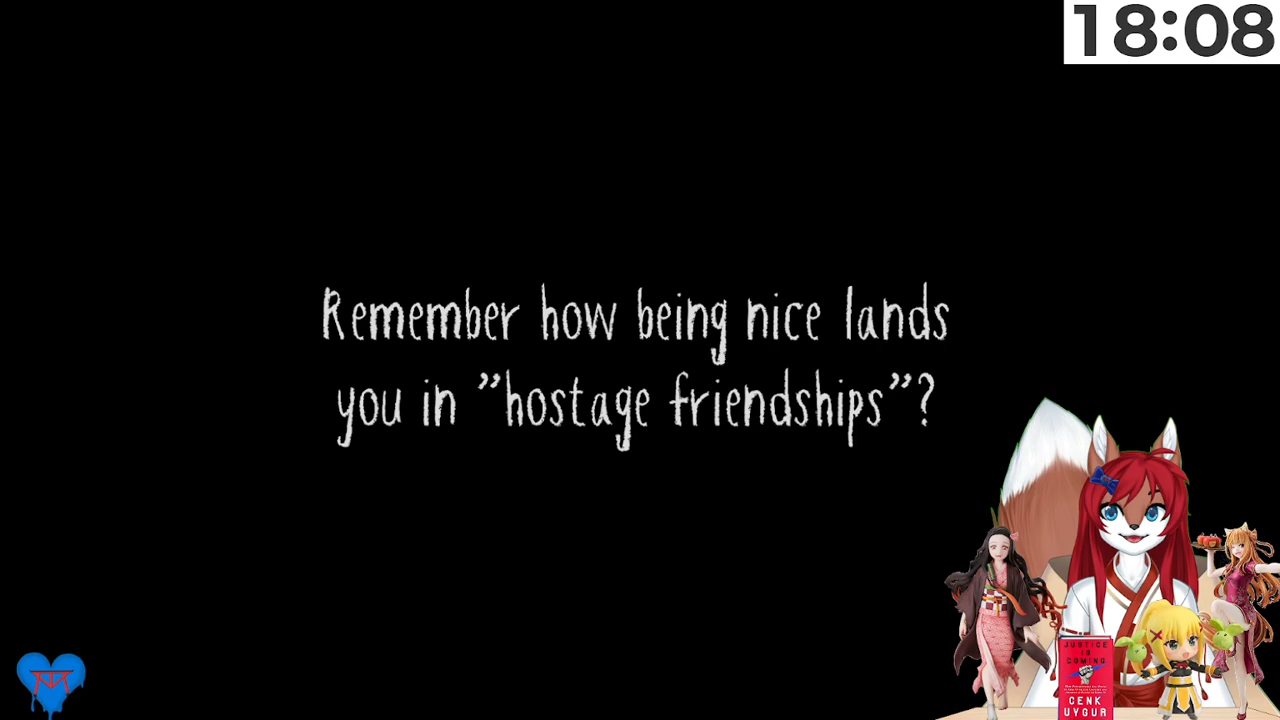 18:08
Remember how being nice lands
you in ”hostage friendships”?
JUSTICE
IS
COMING
CENK
UYGUR